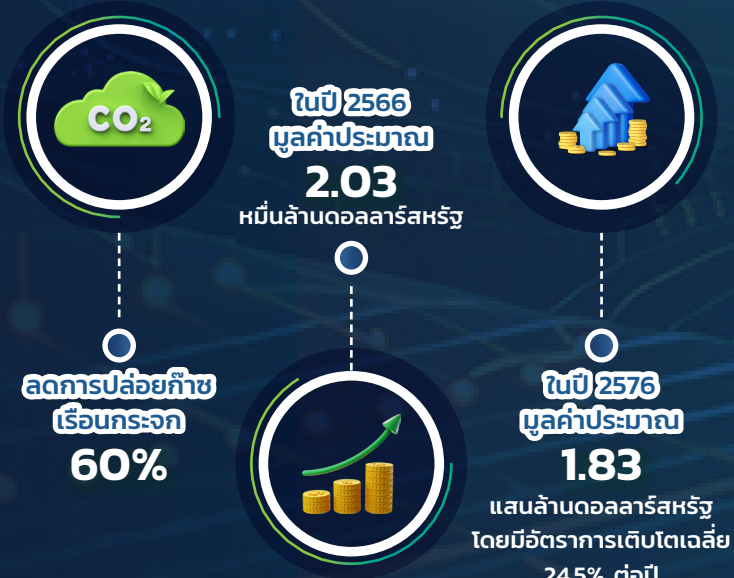 CO₂
ลดการปล่อยก๊าซ
เรือนกระจก
60%
ในปี 2566
มูลค่าประมาณ
2.03
หมื่นล้านดอลลาร์สหรัฐ
ในปี 2576
มูลค่าประมาณ
1.83
แสนล้านดอลลาร์สหรัฐ
โดยมีอัตราการเติบโตเฉลี่ย
24.5% ต่อปี